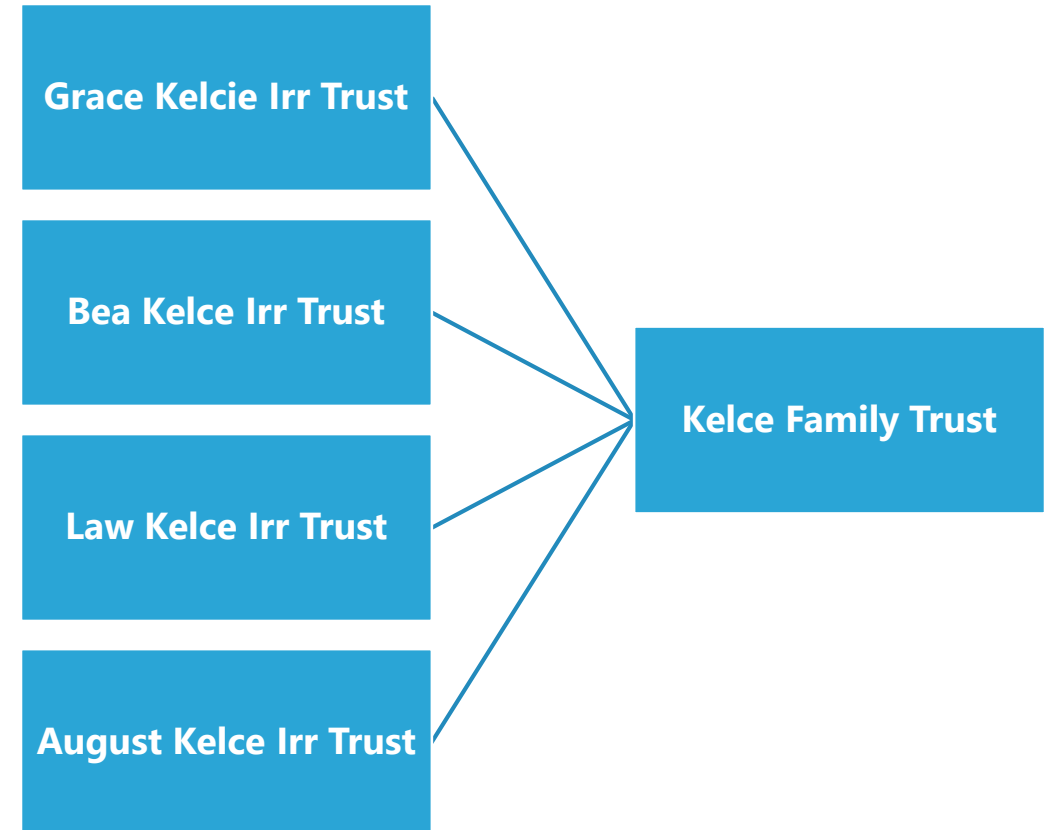 Grace Kelcie Irr Trust
Bea Kelce Irr Trust
Kelce Family Trust
Law Kelce Irr Trust
August Kelce Irr Trust